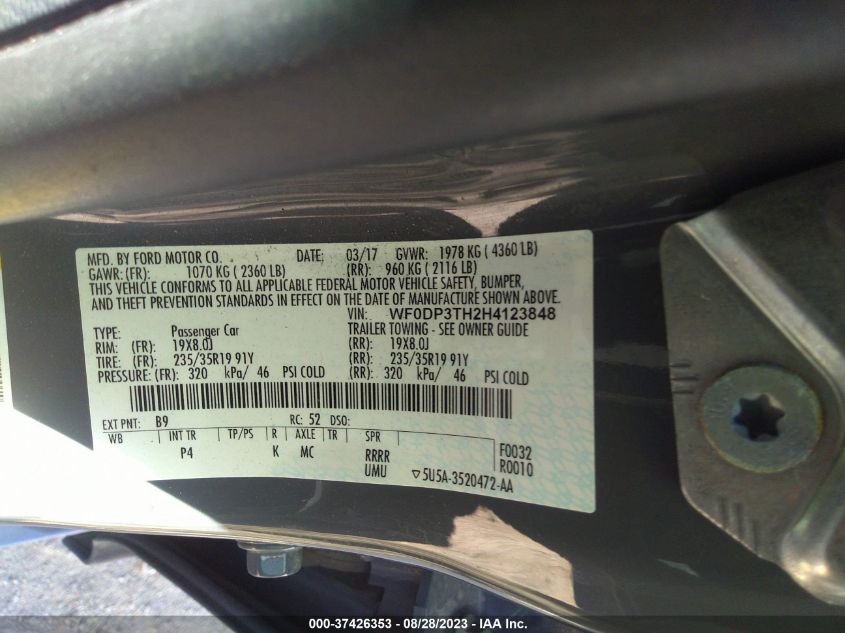 MFD. BY FORD MOTOR CO. DATE: 03/17 GVWR: 1978 KG ( 4360 LB)
GAWR: (FR): 1070 KG ( 2360 LB) (RR): 960 KG ( 2116 LB)
THIS VEHICLE CONFORMS TO ALL APPLICABLE FEDERAL MOTOR VEHICLE SAFETY, BUMPER,
AND THEFT PREVENTION STANDARDS IN EFFECT ON THE DATE OF MANUFACTURE SHOWN ABOVE.
VIN: WF0DP3TH2H4123848
TYPE: Passenger Car TRAILER TOWING - SEE OWNER GUIDE
RIM: (FR) 19X8.0J (RR): 19X8.0J
TIRE: (FR) 235/35R19 91Y (RR): 235/35R19 91Y
PRESSURE: (FR) 320 kPa/ 46 PSI COLD (RR): 320 kPa/ 46 PSI COLD
EXT PNT: B9 RC: 52 DSO:
WB INT TR TP/PS R AXLE TR SPR
P4 K MC RRRR F0032
UMU R0010
▽5U5A-3520472-AA
000-37426353 - 08/28/2023 - IAA Inc.